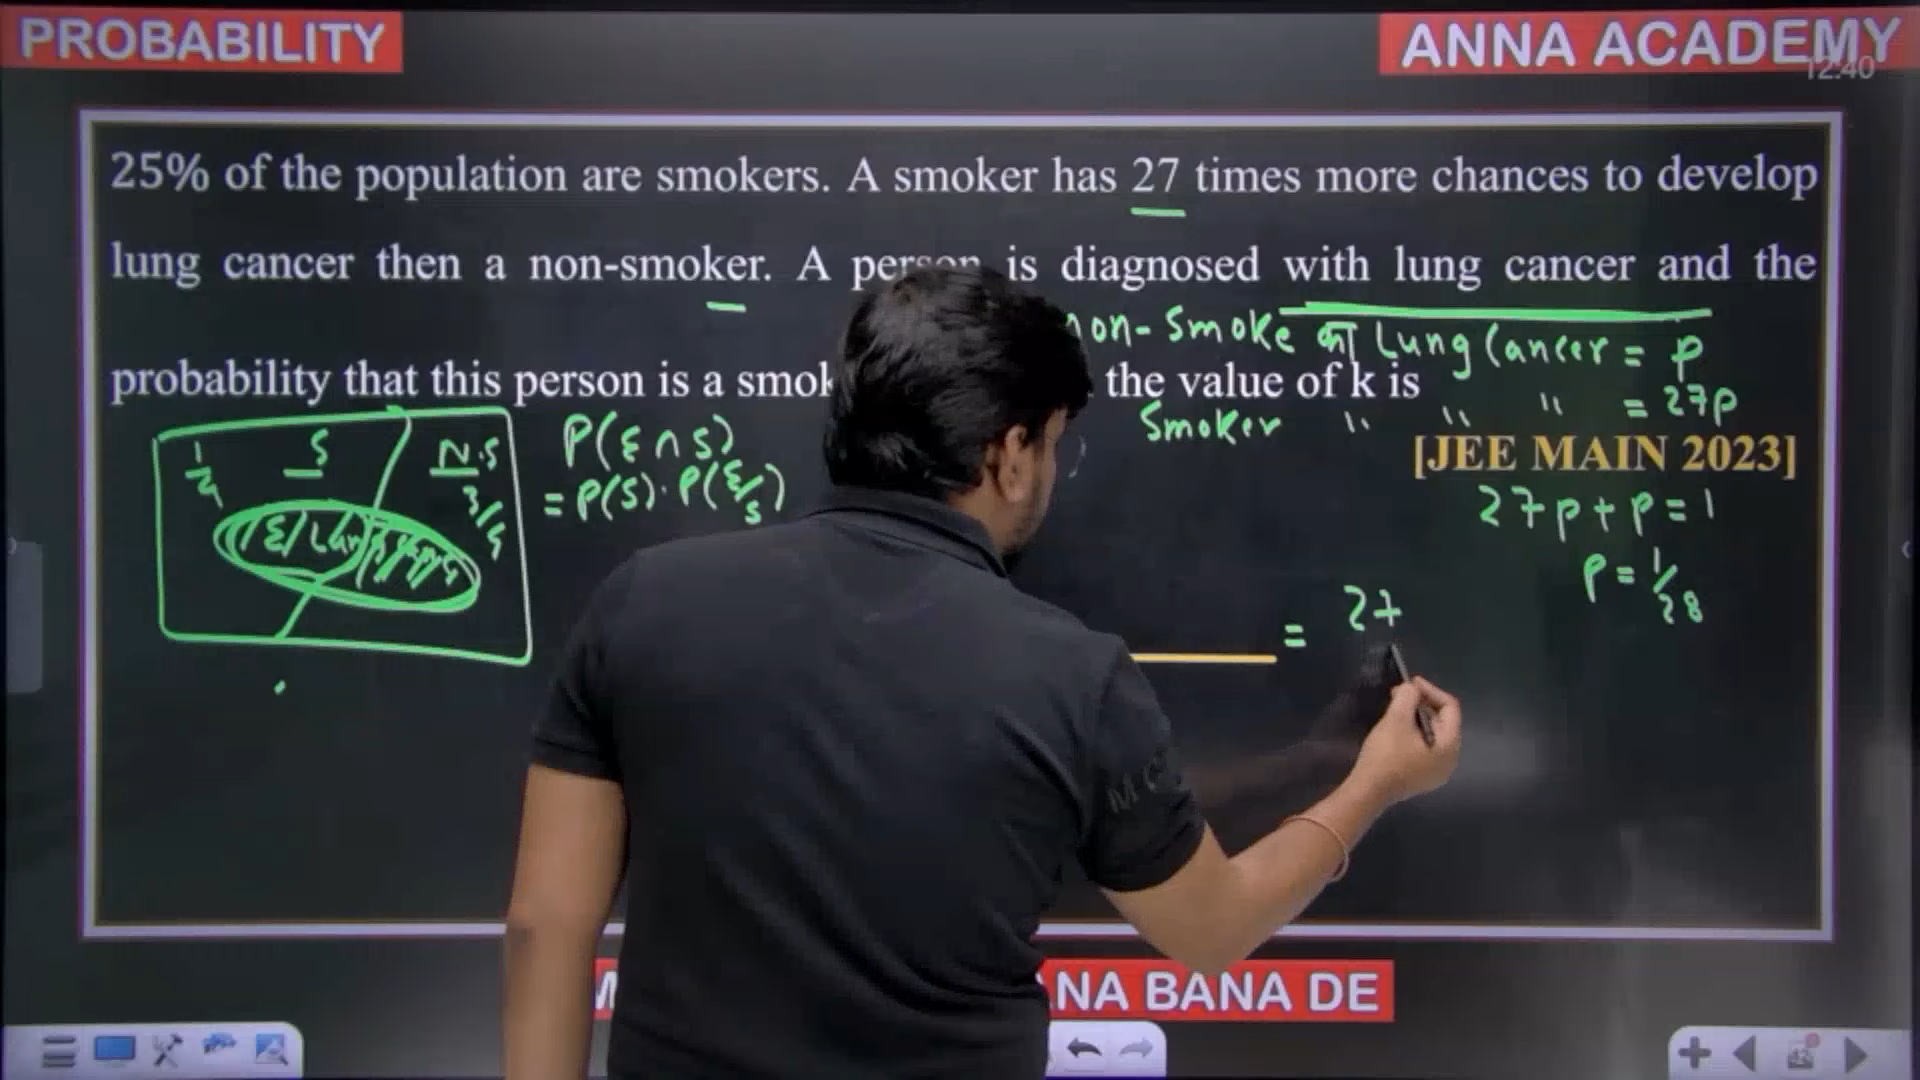 PROBABILITY
ANNA ACADEMY
12:40
25% of the population are smokers. A smoker has 27 times more chances to develop
lung cancer then a non-smoker. A person is diagnosed with lung cancer and the
non-Smoke का Lung Cancer = p
probability that this person is a smok the value of k is
Smoker " " " = 27p
[JEE MAIN 2023]
1/4 S N.S 3/4
P(E∩S)
= P(S)·P(E/S)
27p + p = 1
p = 1/28
= 27
NA BANA DE